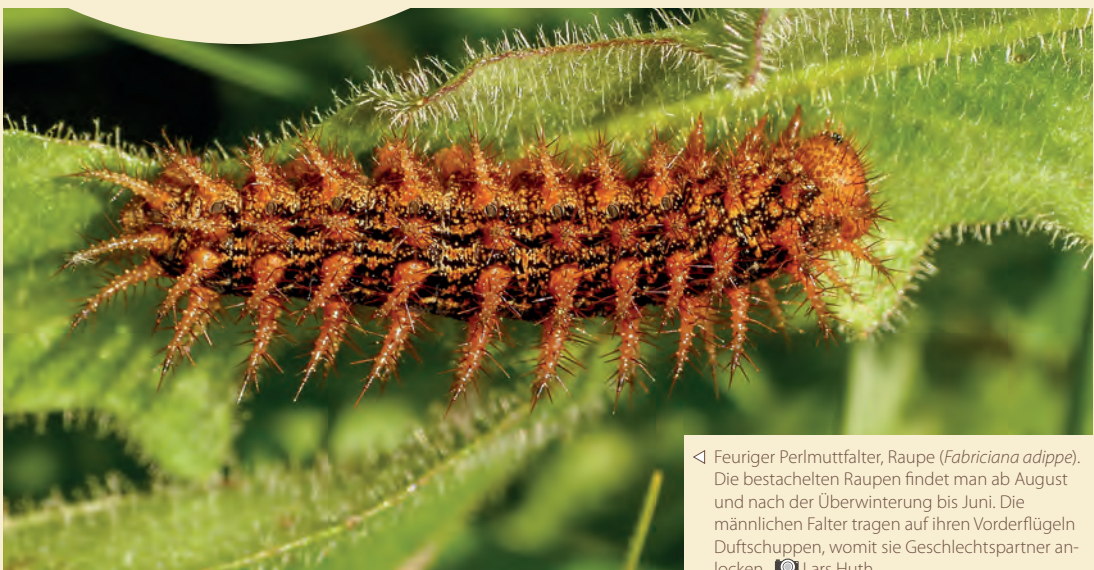 Feuriger Perlmuttfalter, Raupe (Fabriciana adippe).
Die bestachelten Raupen findet man ab August
und nach der Überwinterung bis Juni. Die
männlichen Falter tragen auf ihren Vorderflügeln
Duftschuppen, womit sie Geschlechtspartner an-
locken. Lars Huth